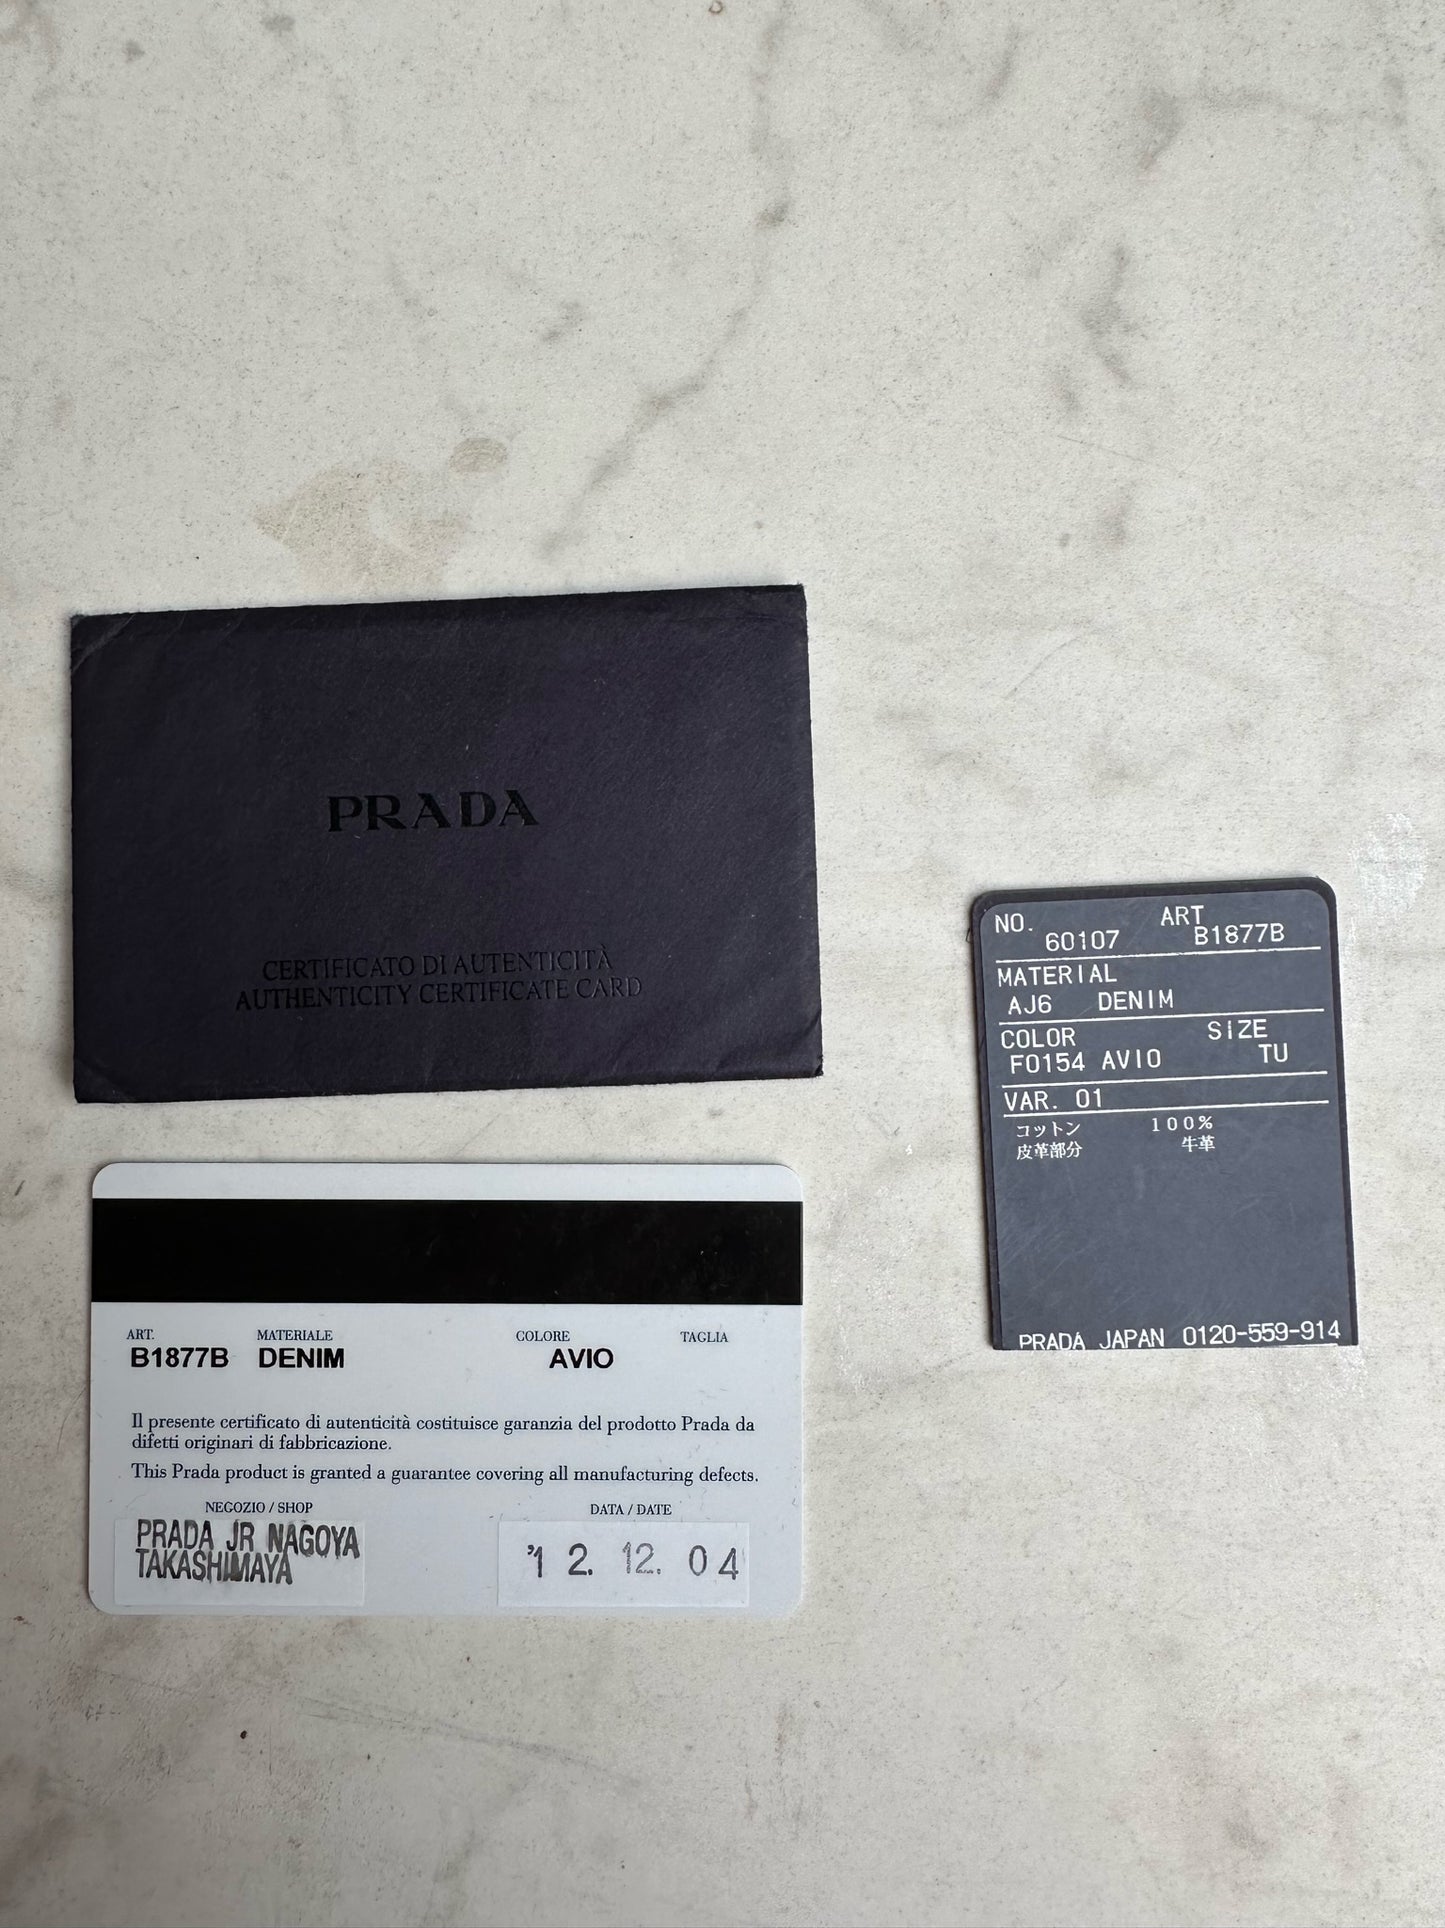 PRADA
CERTIFICATO DI AUTENTICITÀ
AUTHENTICITY CERTIFICATE CARD
ART. MATERIALE COLORE TAGLIA
B1877B DENIM AVIO
Il presente certificato di autenticità costituisce garanzia del prodotto Prada da
difetti originari di fabbricazione.
This Prada product is granted a guarantee covering all manufacturing defects.
NEGOZIO / SHOP DATA / DATE
PRADA JR NAGOYA
TAKASHIMAYA
'12. 12. 04
NO. ART
60107 B1877B
MATERIAL
AJ6 DENIM
COLOR SIZE
F0154 AVIO TU
VAR. 01
コットン 100%
皮革部分 牛革
PRADA JAPAN 0120-559-914